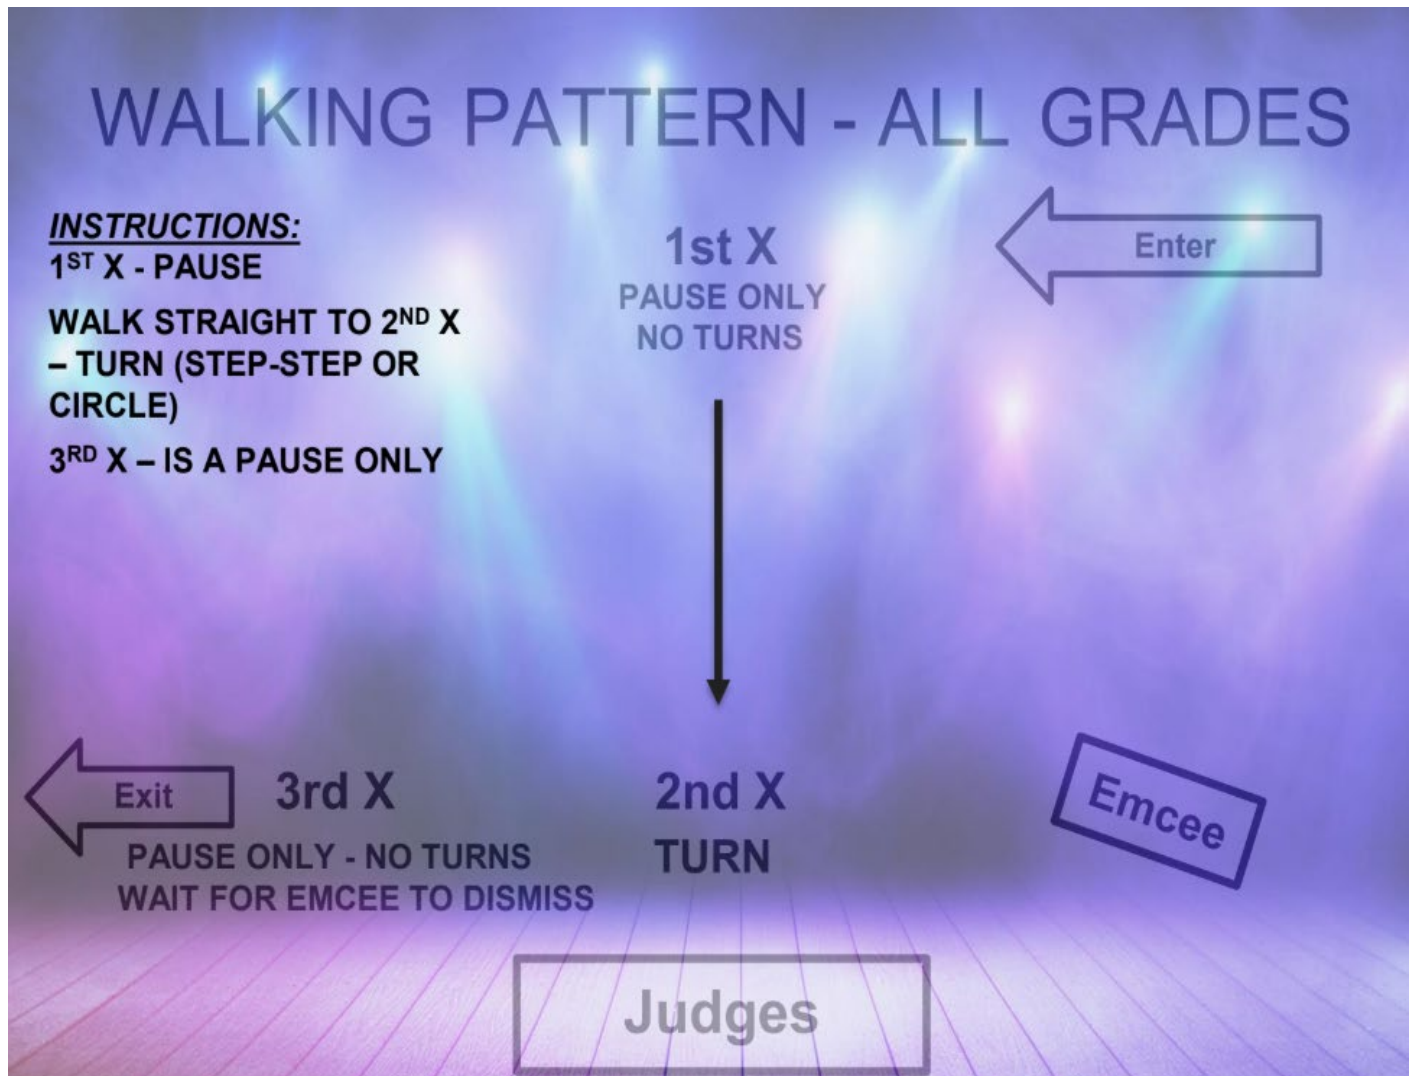 WALKING PATTERN - ALL GRADES
INSTRUCTIONS:
1ST X - PAUSE
WALK STRAIGHT TO 2ND X
– TURN (STEP-STEP OR
CIRCLE)
3RD X – IS A PAUSE ONLY
1st X
PAUSE ONLY
NO TURNS
Enter
Exit
3rd X
PAUSE ONLY - NO TURNS
WAIT FOR EMCEE TO DISMISS
2nd X
TURN
Emcee
Judges